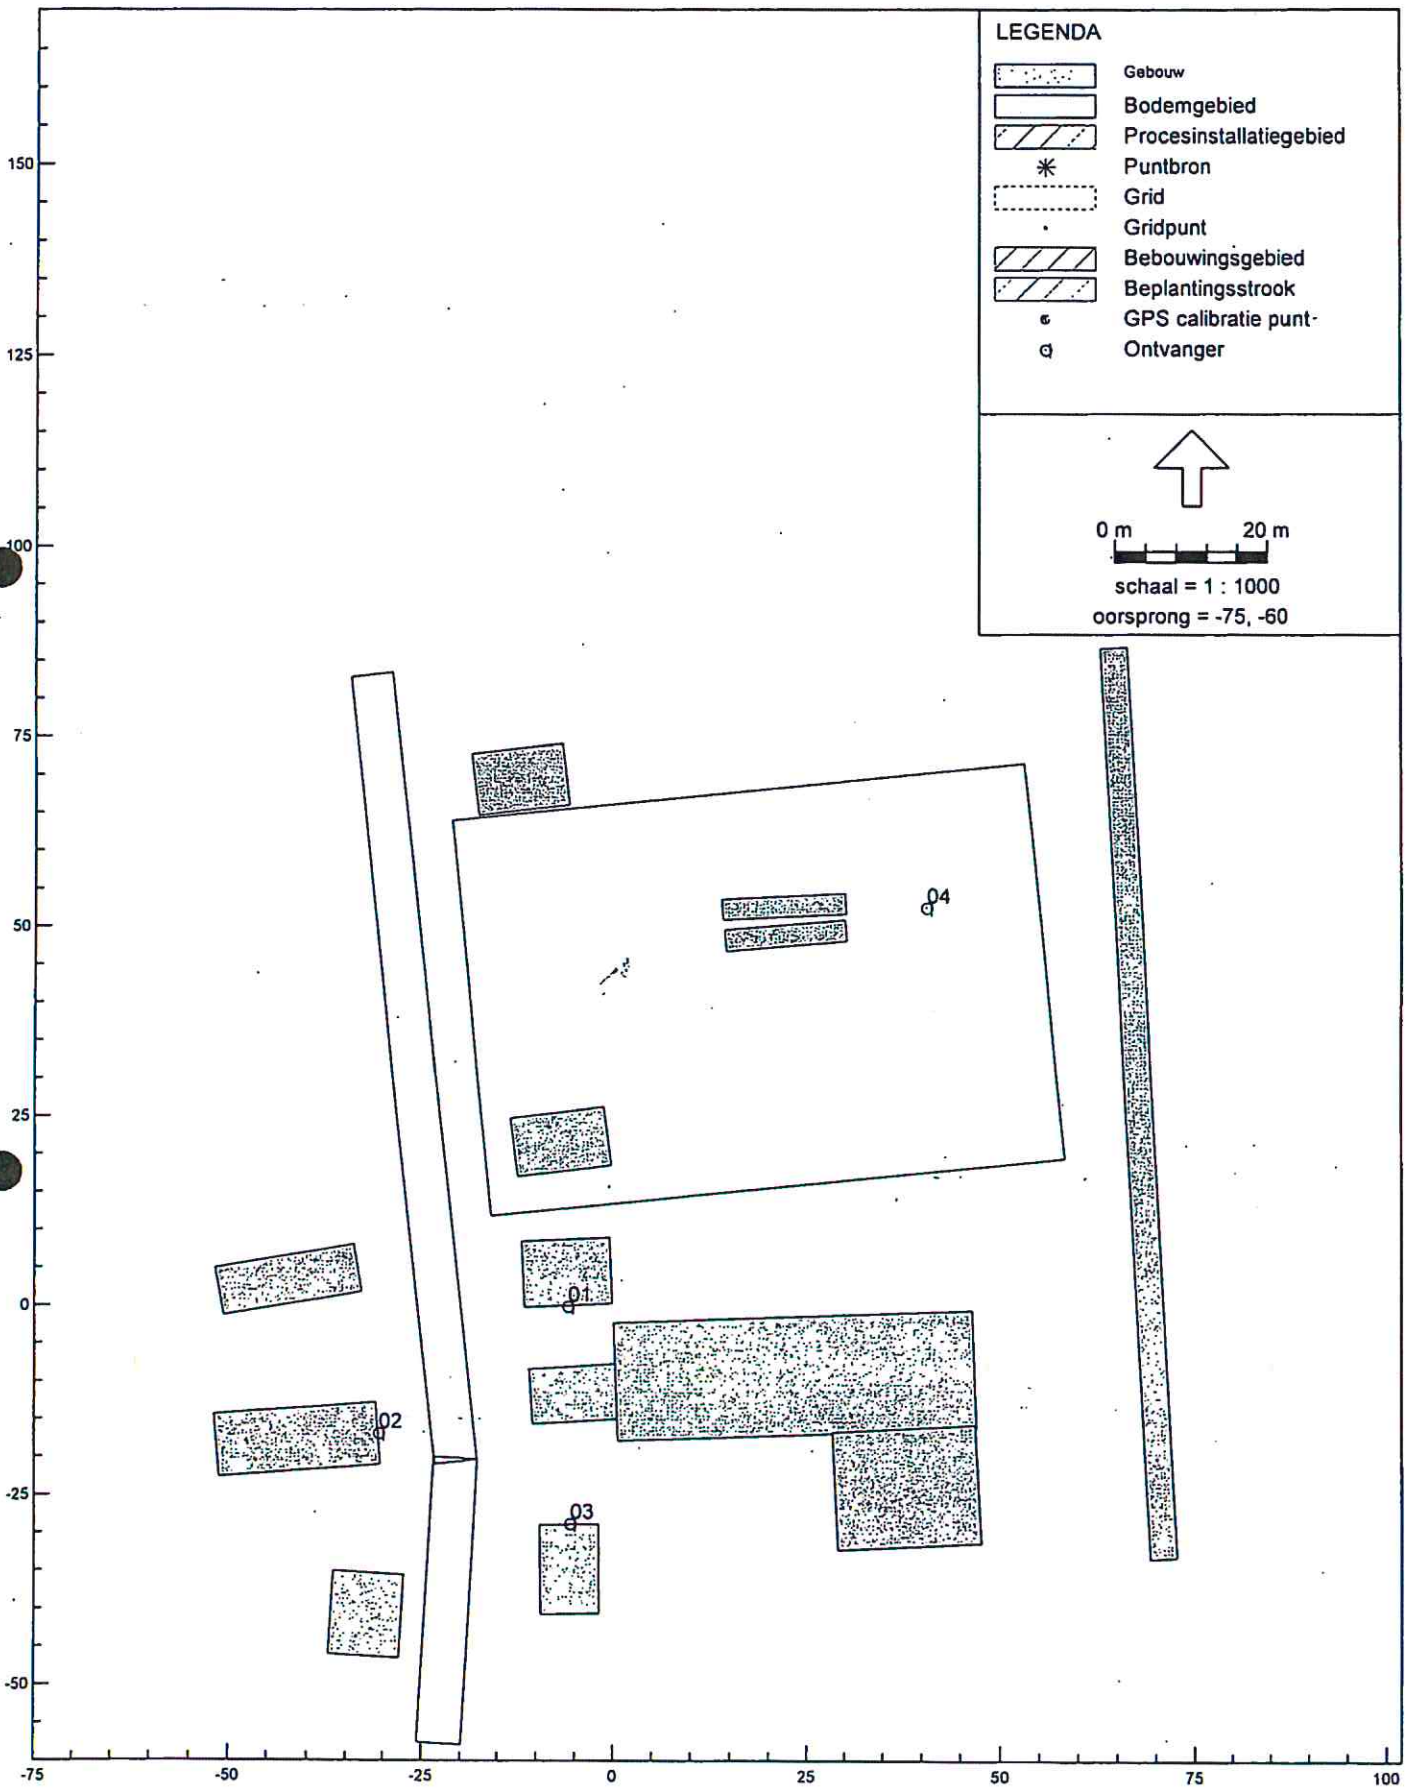 LEGENDA
Gebouw
Bodemgebied
Procesinstallatiegebied
Puntbron
Grid
Gridpunt
Bebouwingsgebied
Beplantingsstrook
GPS calibratie punt
Ontvanger
0 m 20 m
schaal = 1 : 1000
oorsprong = -75, -60
150
125
100
75
50
25
0
-25
-50
04
01
02
03
-75 -50 -25 0 25 50 75 100